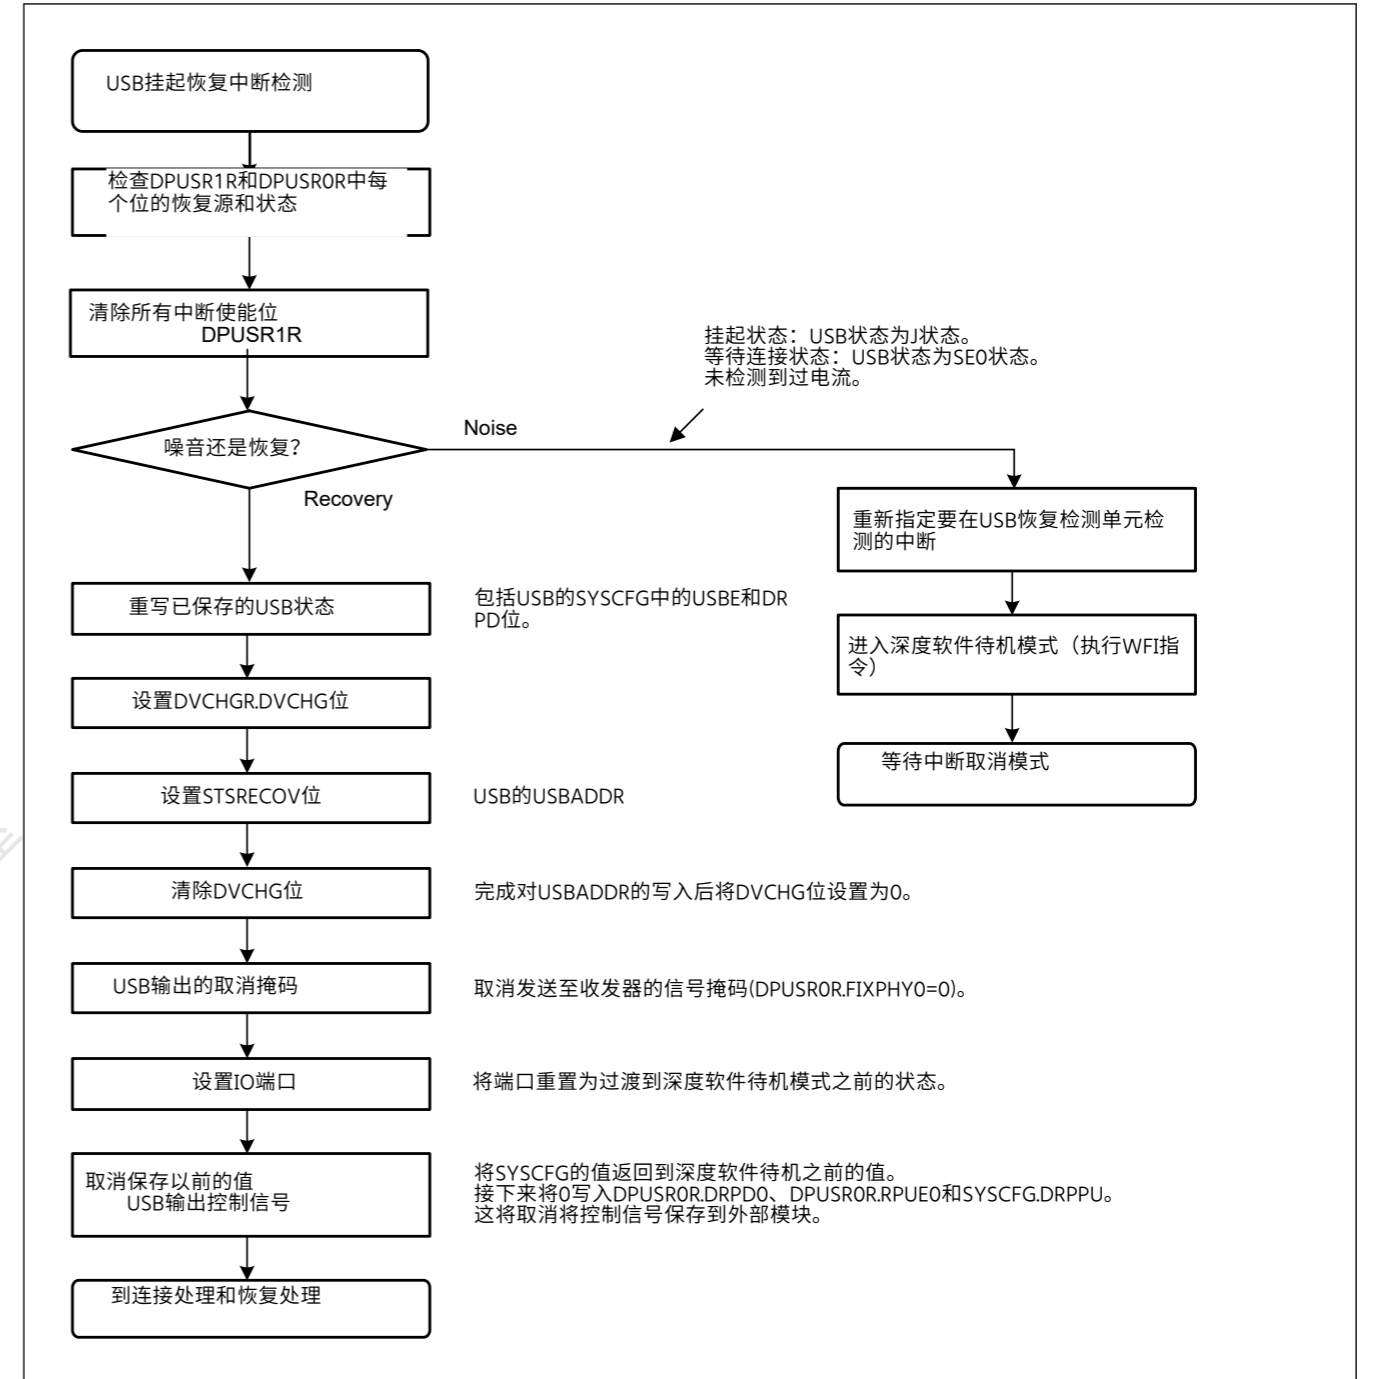 USB挂起恢复中断检测
检查DPUSR1R和DPUSR0R中每
个位的恢复源和状态
清除所有中断使能位
DPUSR1R
挂起状态：USB状态为J状态。
等待连接状态：USB状态为SE0状态。
未检测到过电流。
噪音还是恢复?
Noise
Recovery
重新指定要在USB恢复检测单元检
测的中断
进入深度软件待机模式（执行WFI指
令）
等待中断取消模式
重写已保存的USB状态
包括USB的SYSCFG中的USBE和DR
PD位。
设置DVCHGR.DVCHG位
设置STSRECOV位
USB的USBADDR
清除DVCHG位
完成对USBADDR的写入后将DVCHG位设置为0。
USB输出的取消掩码
取消发送至收发器的信号掩码(DPUSR0R.FIXPHY0=0)。
设置IO端口
将端口重置为过渡到深度软件待机模式之前的状态。
取消保存以前的值
USB输出控制信号
将SYSCFG的值返回到深度软件待机之前的值。
接下来将0写入DPUSR0R.DRPD0、DPUSR0R.RPUE0和SYSCFG.DRPPU。
这将取消将控制信号保存到外部模块。
到连接处理和恢复处理